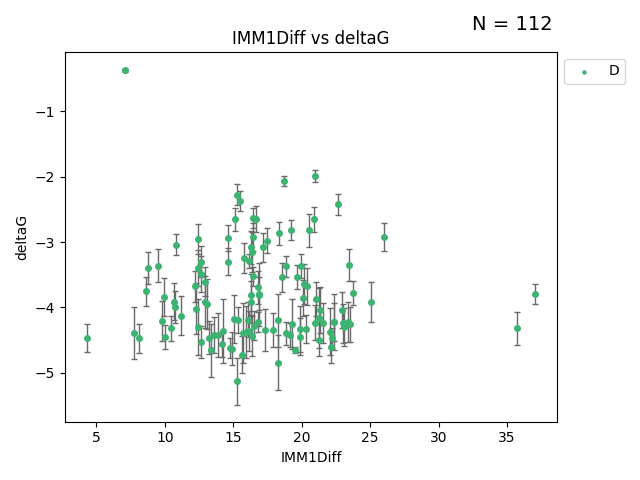 N = 112
IMM1Diff vs deltaG
D
−1
−2
−3
−4
−5
deltaG
5 10 15 20 25 30 35
IMM1Diff